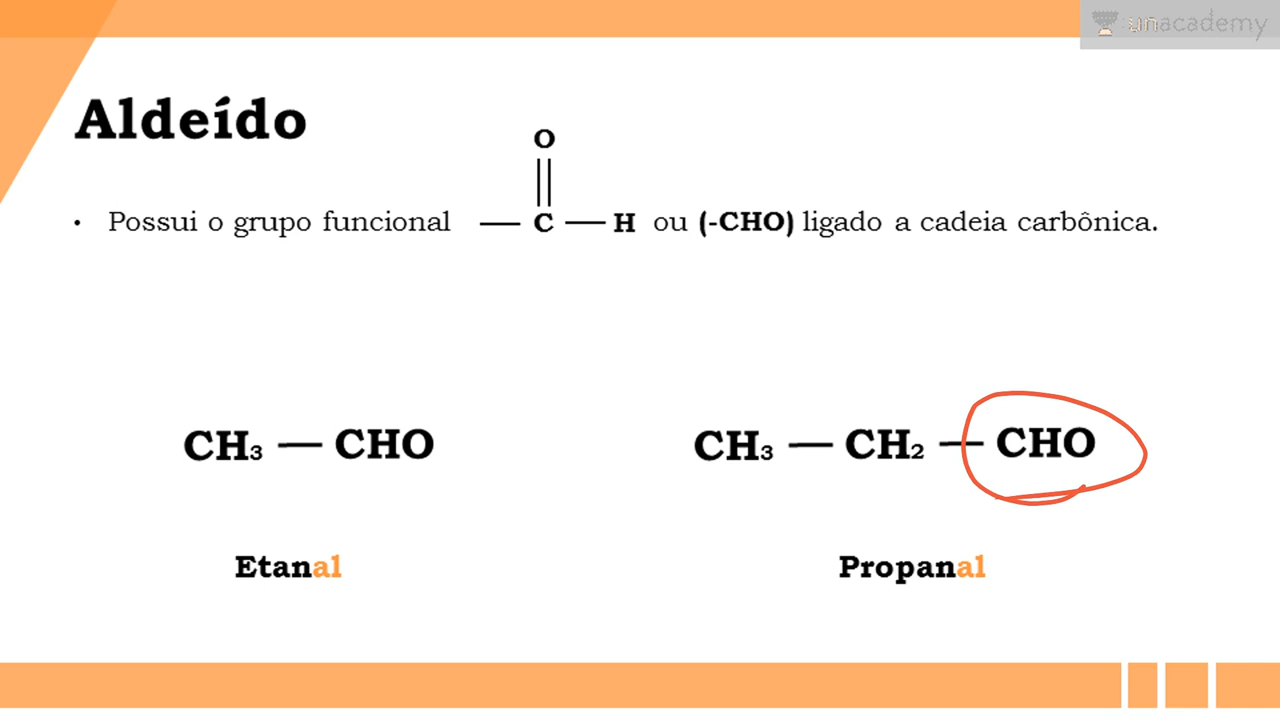 unacademy
Aldeído
O
• Possui o grupo funcional — C — H ou (-CHO) ligado a cadeia carbônica.
CH₃ — CHO
CH₃ — CH₂ — CHO
Etanal
Propanal